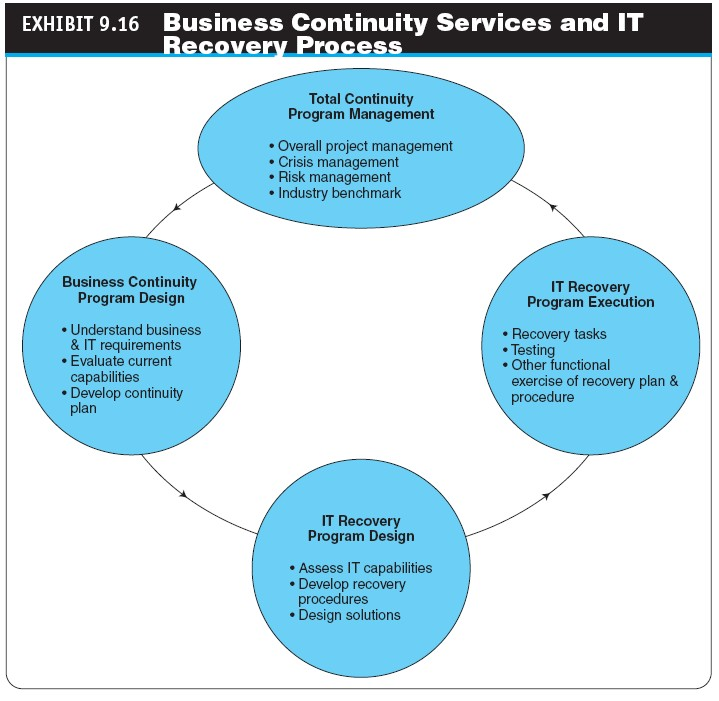 EXHIBIT 9.16 Business Continuity Services and IT
Recovery Process
Total Continuity
Program Management
• Overall project management
• Crisis management
• Risk management
• Industry benchmark
Business Continuity
Program Design
• Understand business
& IT requirements
• Evaluate current
capabilities
• Develop continuity
plan
IT Recovery
Program Execution
• Recovery tasks
• Testing
• Other functional
exercise of recovery plan &
procedure
IT Recovery
Program Design
• Assess IT capabilities
• Develop recovery
procedures
• Design solutions